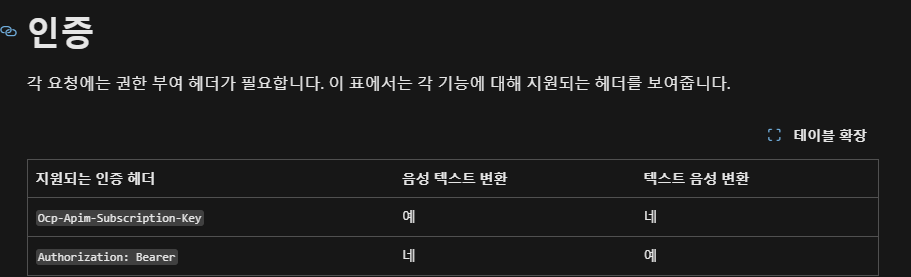 인증
각 요청에는 권한 부여 헤더가 필요합니다. 이 표에서는 각 기능에 대해 지원되는 헤더를 보여줍니다.
테이블 확장
지원되는 인증 헤더 음성 텍스트 변환 텍스트 음성 변환
Ocp-Apim-Subscription-Key 예 네
Authorization: Bearer 네 예